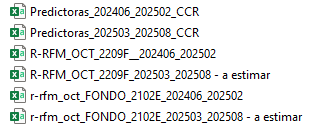 Predictoras_202406_202502_CCR
Predictoras_202503_202508_CCR
R-RFM_OCT_2209F__202406_202502
R-RFM_OCT_2209F_202503_202508 - a estimar
r-rfm_oct_FONDO_2102E_202406_202502
r-rfm_oct_FONDO_2102E_202503_202508 - a estimar